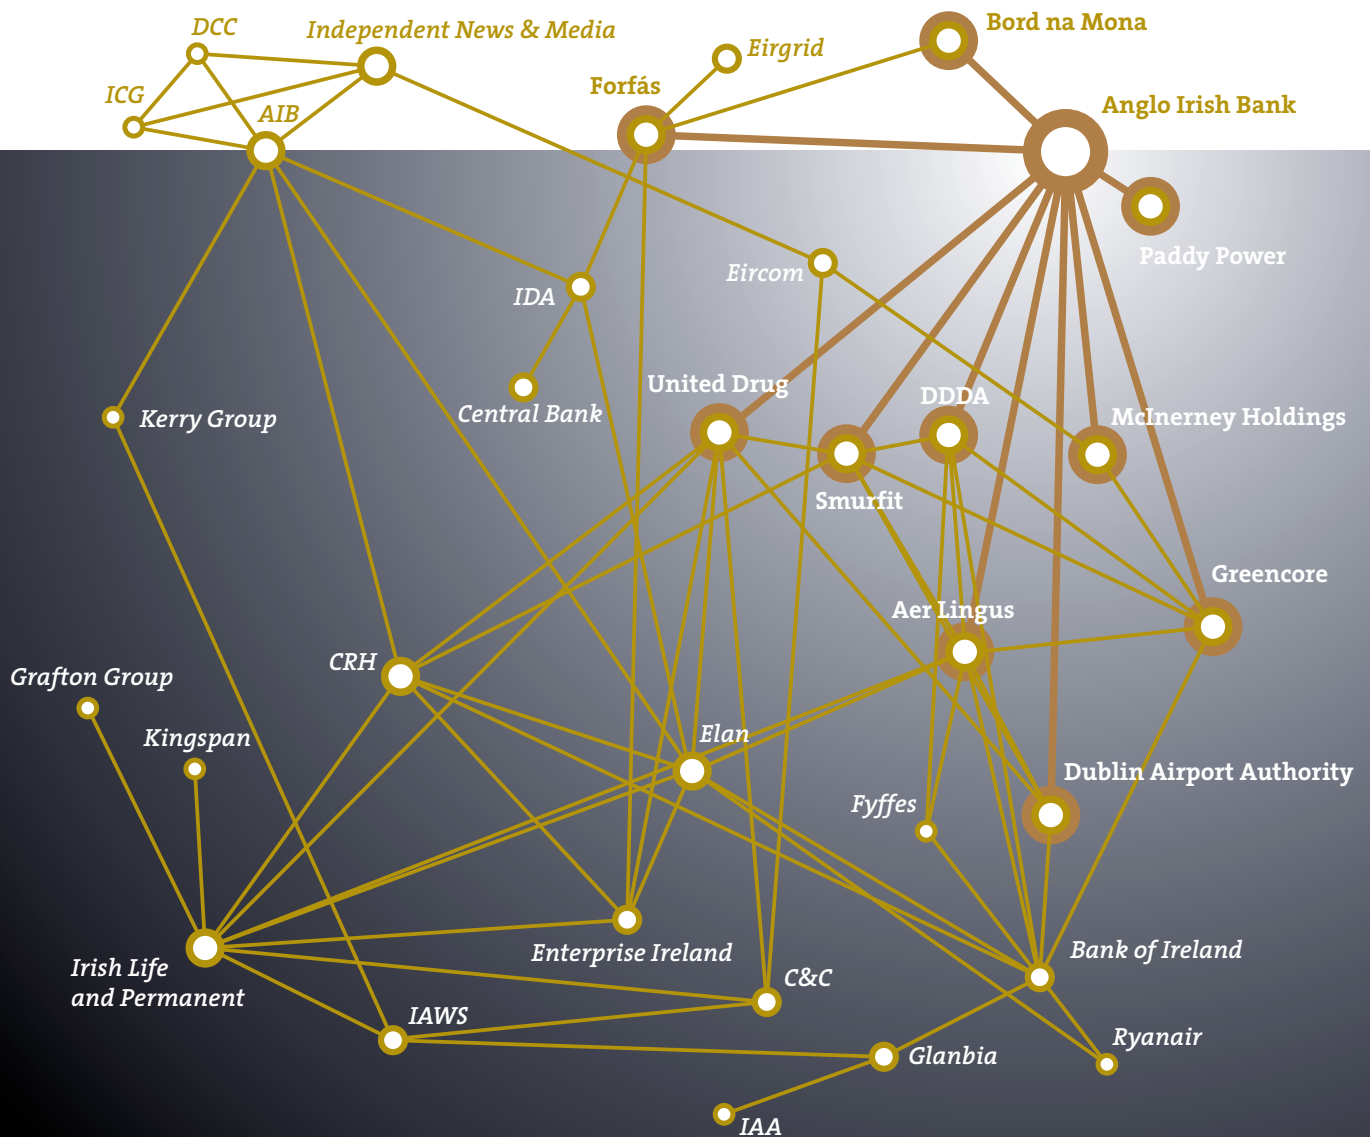 DCC
Independent News & Media
Bord na Mona
Eirgrid
Forfás
ICG
AIB
Anglo Irish Bank
Paddy Power
Eircom
IDA
United Drug
DDDA
Central Bank
Kerry Group
McInerney Holdings
Smurfit
Greencore
Aer Lingus
CRH
Grafton Group
Kingspan
Elan
Dublin Airport Authority
Fyffes
Enterprise Ireland
Bank of Ireland
Irish Life
and Permanent
C&C
IAWS
Ryanair
Glanbia
IAA